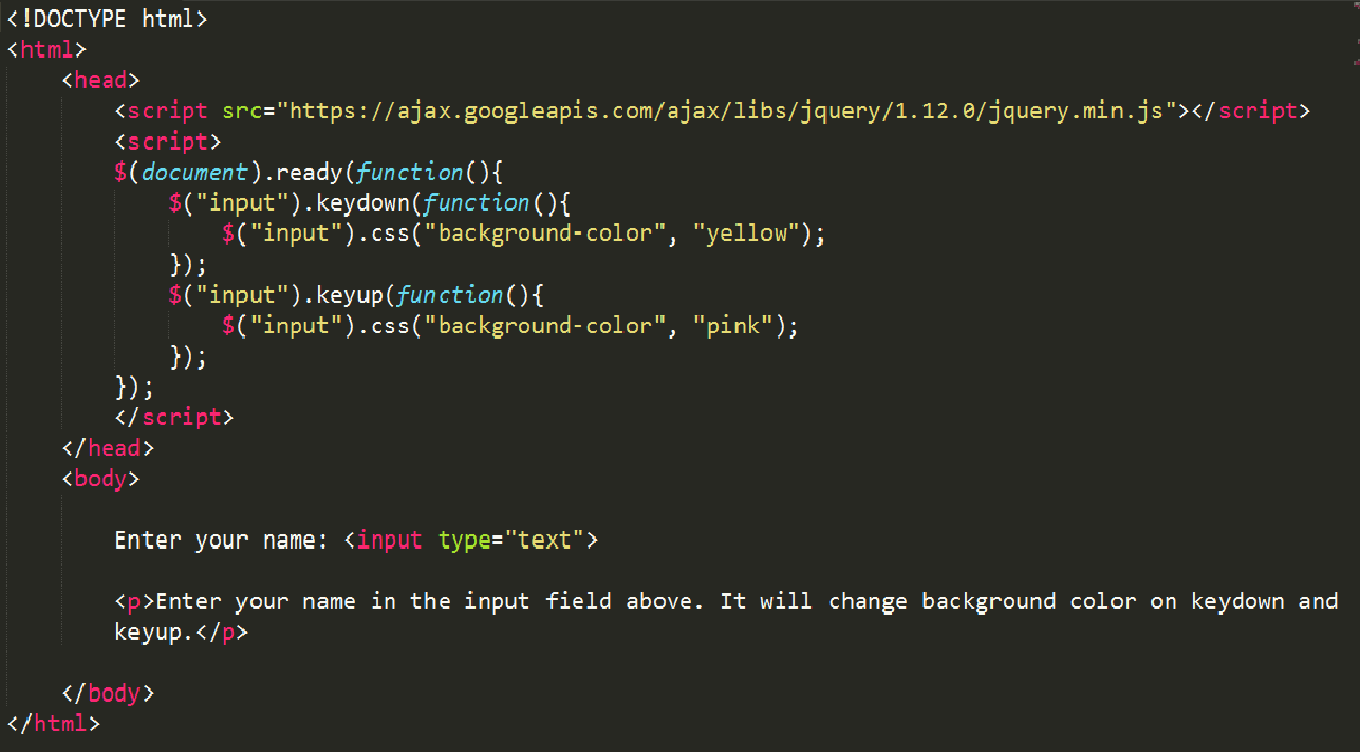 <!DOCTYPE html>
<html>
    <head>
        <script src="https://ajax.googleapis.com/ajax/libs/jquery/1.12.0/jquery.min.js"></script>
        <script>
        $(document).ready(function(){
            $("input").keydown(function(){
                $("input").css("background-color", "yellow");
            });
            $("input").keyup(function(){
                $("input").css("background-color", "pink");
            });
        });
        </script>
    </head>
    <body>

        Enter your name: <input type="text">

        <p>Enter your name in the input field above. It will change background color on keydown and
        keyup.</p>

    </body>
</html>